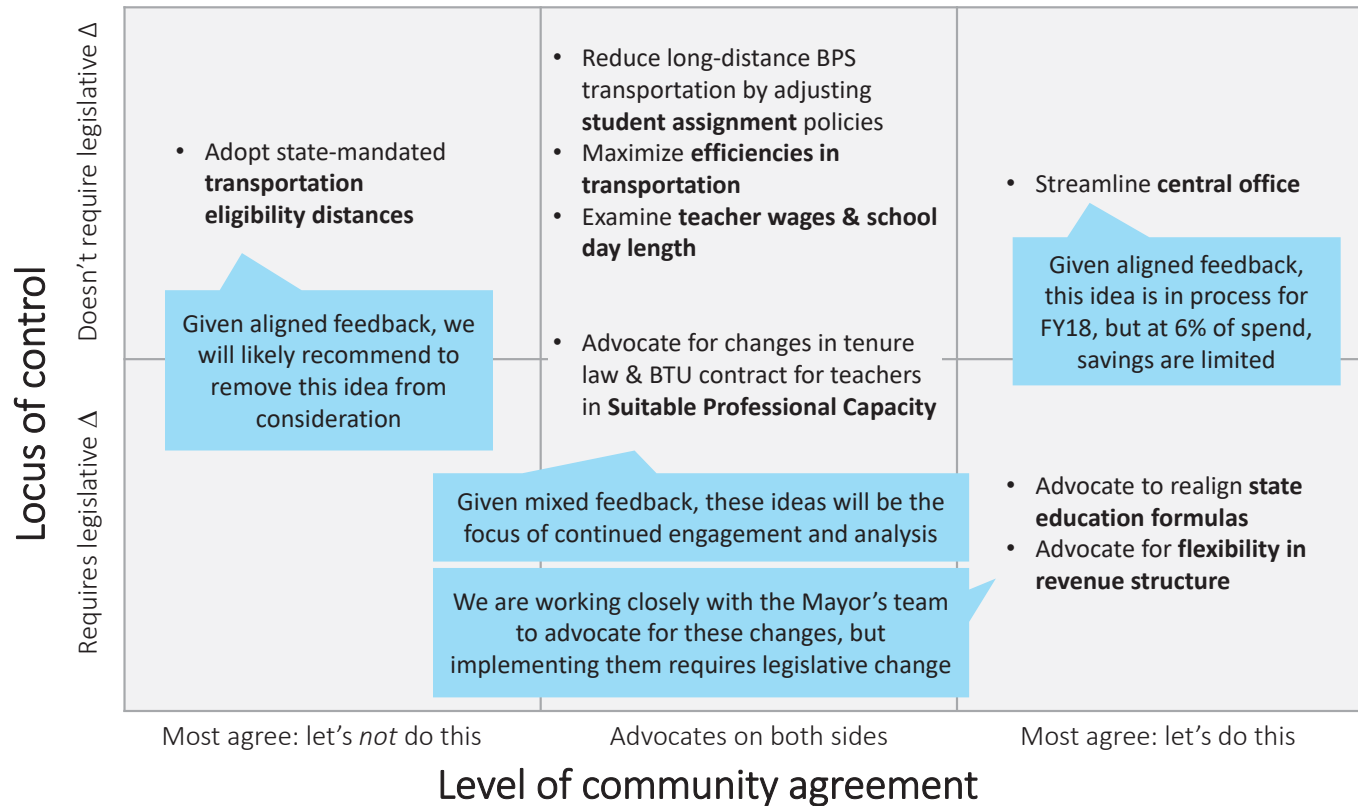 Locus of control
Doesn't require legislative Δ
Requires legislative Δ
• Adopt state-mandated
transportation
eligibility distances
Given aligned feedback, we
will likely recommend to
remove this idea from
consideration
• Reduce long-distance BPS
transportation by adjusting
student assignment policies
• Maximize efficiencies in
transportation
• Examine teacher wages & school
day length
• Advocate for changes in tenure
law & BTU contract for teachers
in Suitable Professional Capacity
Given mixed feedback, these ideas will be the
focus of continued engagement and analysis
We are working closely with the Mayor's team
to advocate for these changes, but
implementing them requires legislative change
• Streamline central office
Given aligned feedback,
this idea is in process for
FY18, but at 6% of spend,
savings are limited
• Advocate to realign state
education formulas
• Advocate for flexibility in
revenue structure
Most agree: let's not do this
Advocates on both sides
Most agree: let's do this
Level of community agreement